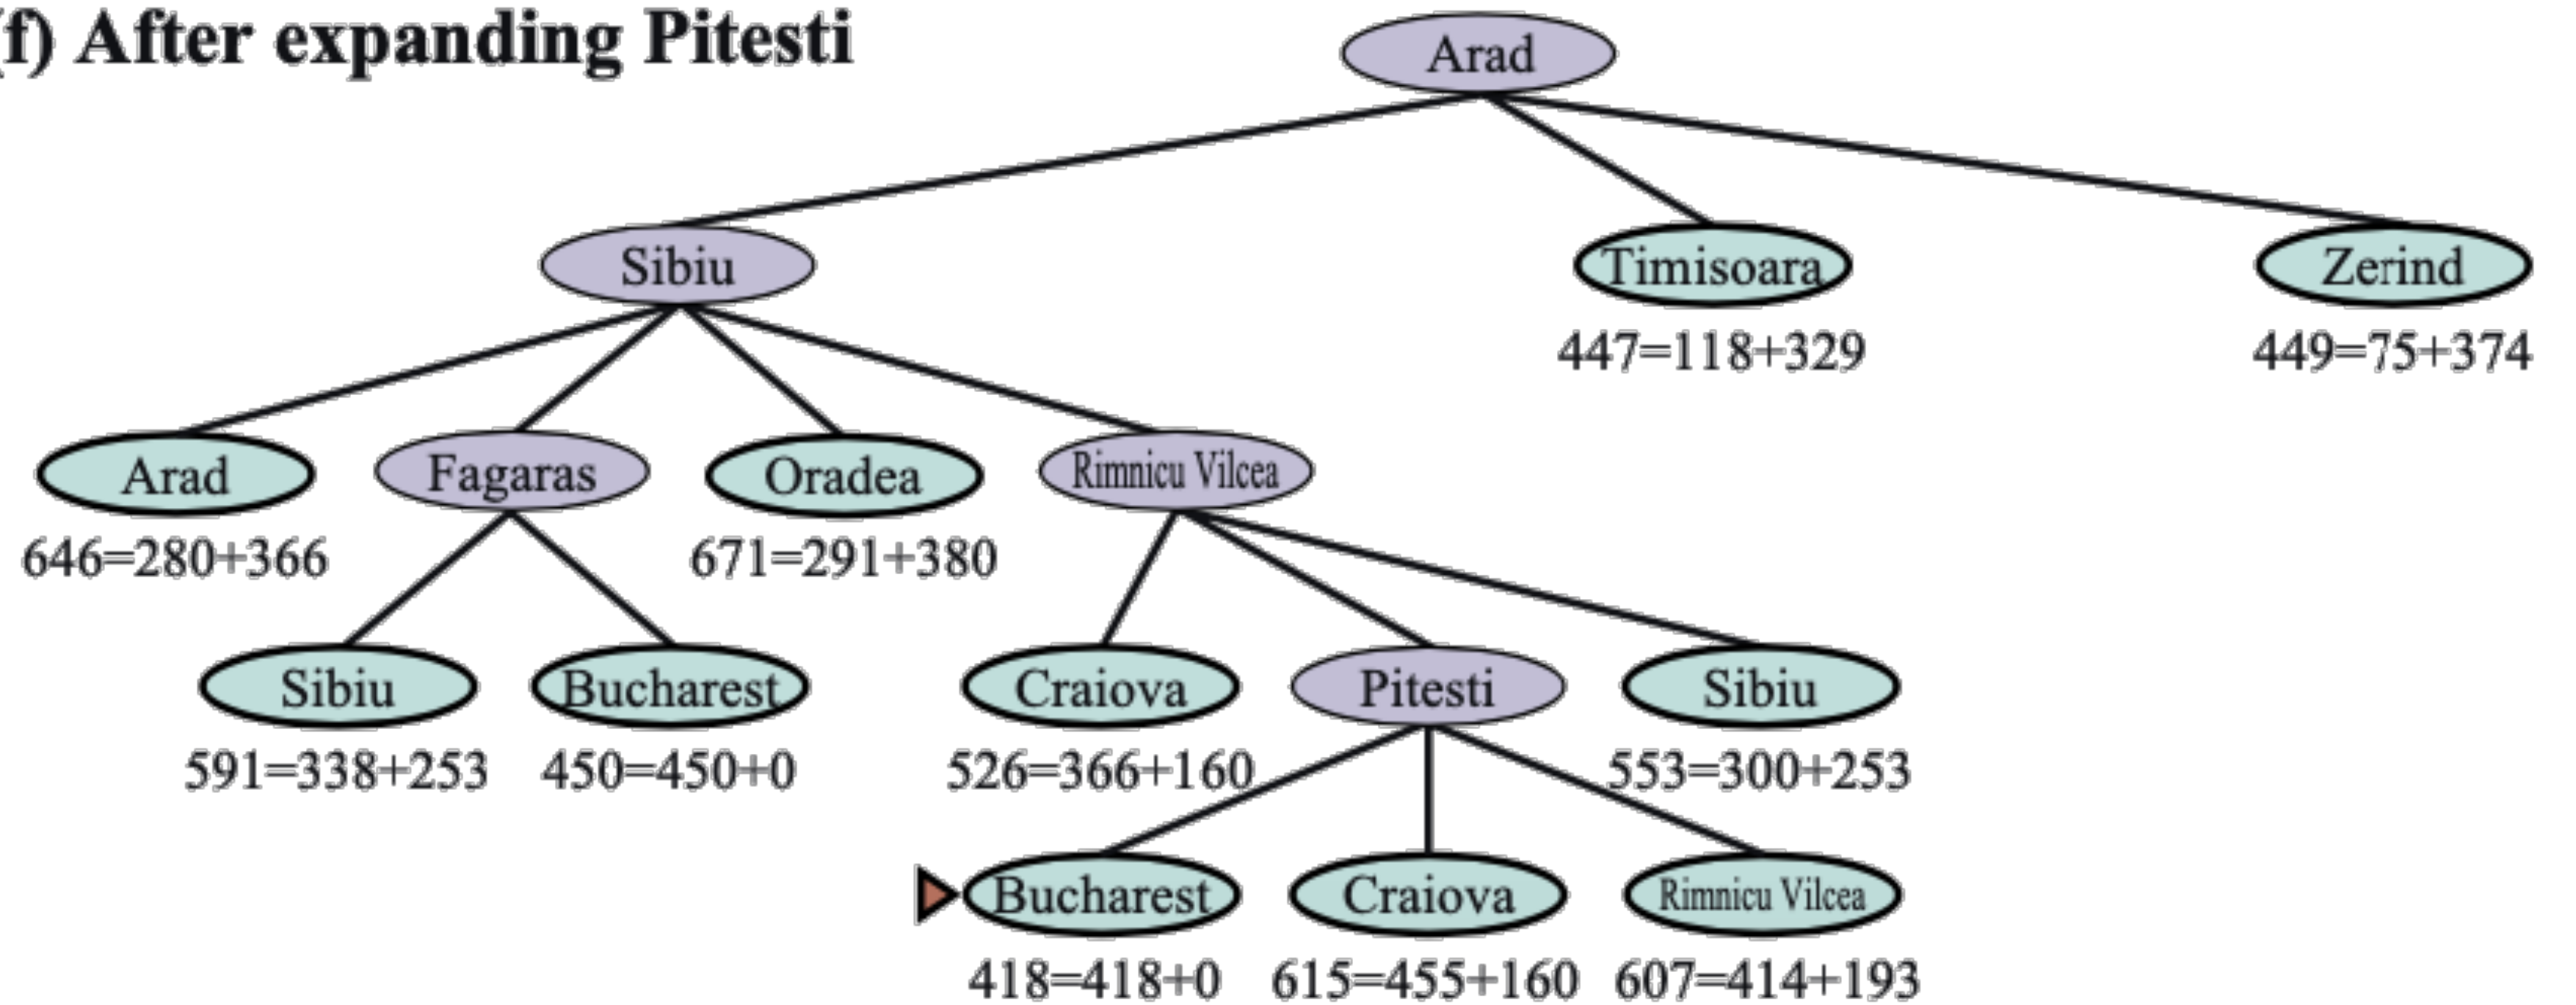 f) After expanding Pitesti
Arad
Sibiu
Timisoara
Zerind
447=118+329
449=75+374
Arad
Fagaras
Oradea
Rimnicu Vilcea
646=280+366
671=291+380
Sibiu
Bucharest
Craiova
Pitesti
Sibiu
591=338+253
450=450+0
526=366+160
553=300+253
Bucharest
Craiova
Rimnicu Vilcea
418=418+0
615=455+160
607=414+193